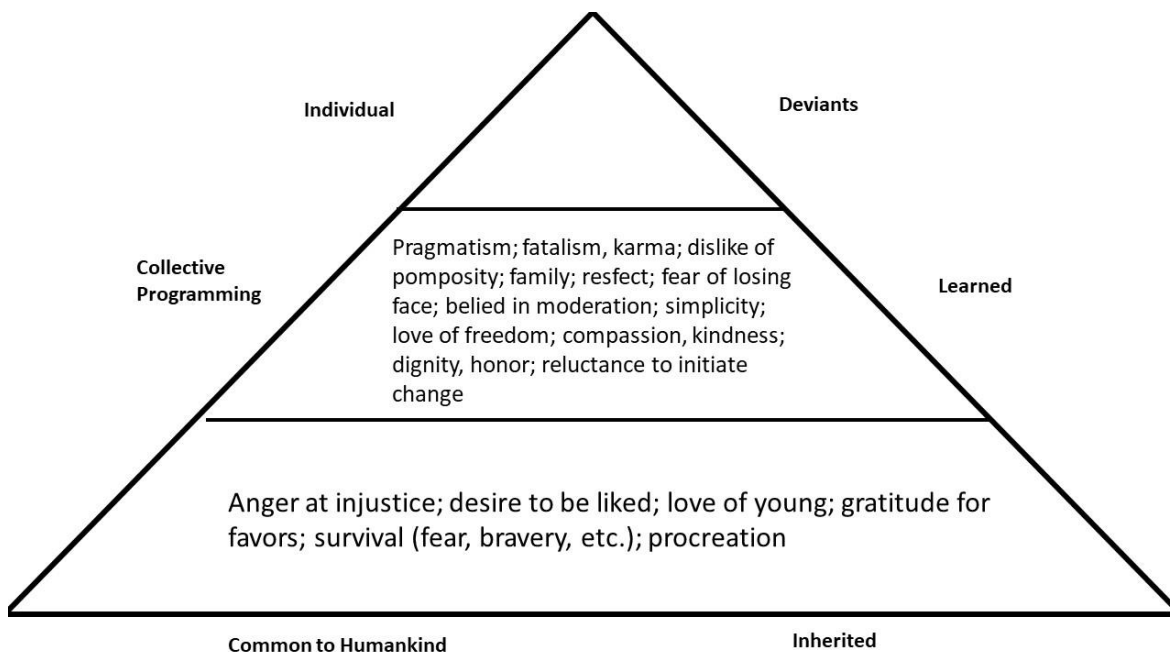 Individual
Deviants
Pragmatism; fatalism, karma; dislike of
pomposity; family; resfect; fear of losing
face; belied in moderation; simplicity;
love of freedom; compassion, kindness;
dignity, honor; reluctance to initiate
change
Collective
Programming
Learned
Anger at injustice; desire to be liked; love of young; gratitude for
favors; survival (fear, bravery, etc.); procreation
Common to Humankind
Inherited